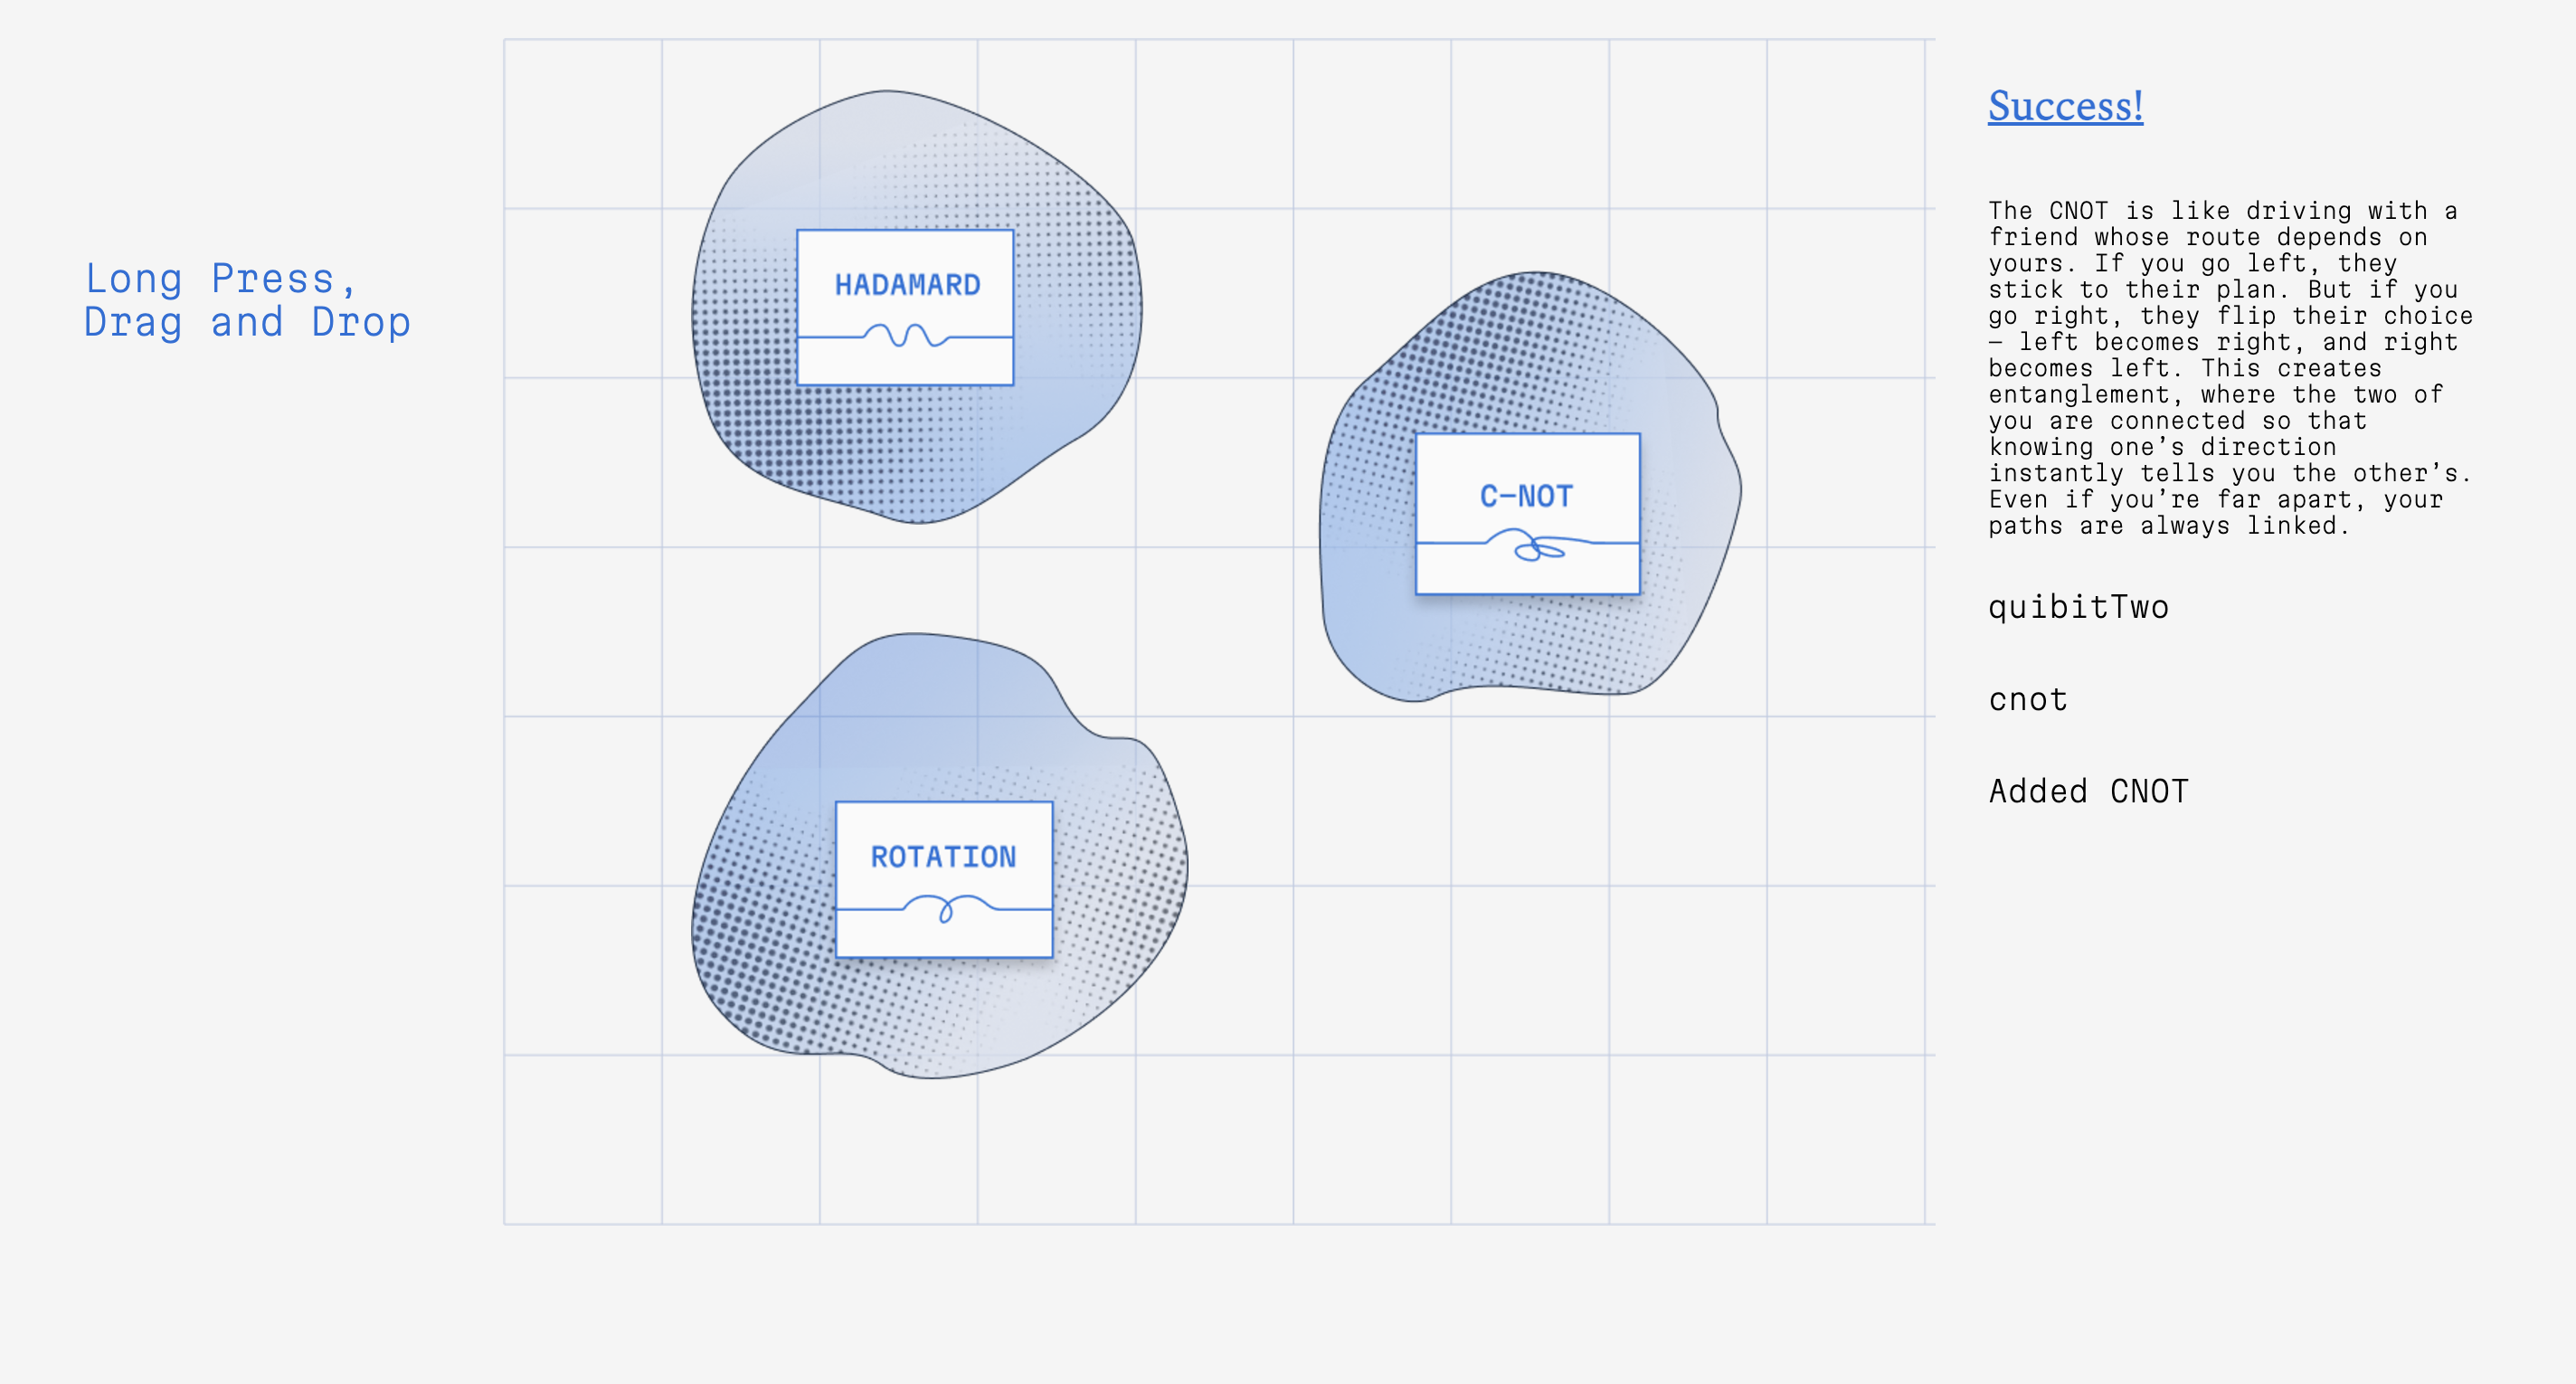 Long Press,
Drag and Drop
HADAMARD
C-NOT
ROTATION
Success!
The CNOT is like driving with a
friend whose route depends on
yours. If you go left, they
stick to their plan. But if you
go right, they flip their choice
– left becomes right, and right
becomes left. This creates
entanglement, where the two of
you are connected so that
knowing one’s direction
instantly tells you the other’s.
Even if you’re far apart, your
paths are always linked.
quibitTwo
cnot
Added CNOT